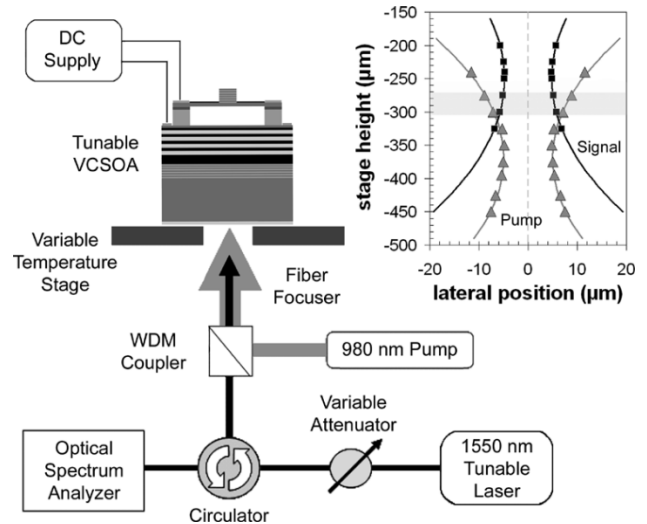 DC
Supply
Tunable
VCSOA
Variable
Temperature
Stage
Fiber
Focuser
WDM
Coupler
980 nm Pump
Variable
Attenuator
Optical
Spectrum
Analyzer
Circulator
1550 nm
Tunable
Laser
stage height (μm)
-150
-200
-250
-300
-350
-400
-450
-500
Signal
Pump
-20
-10
0
10
20
lateral position (μm)